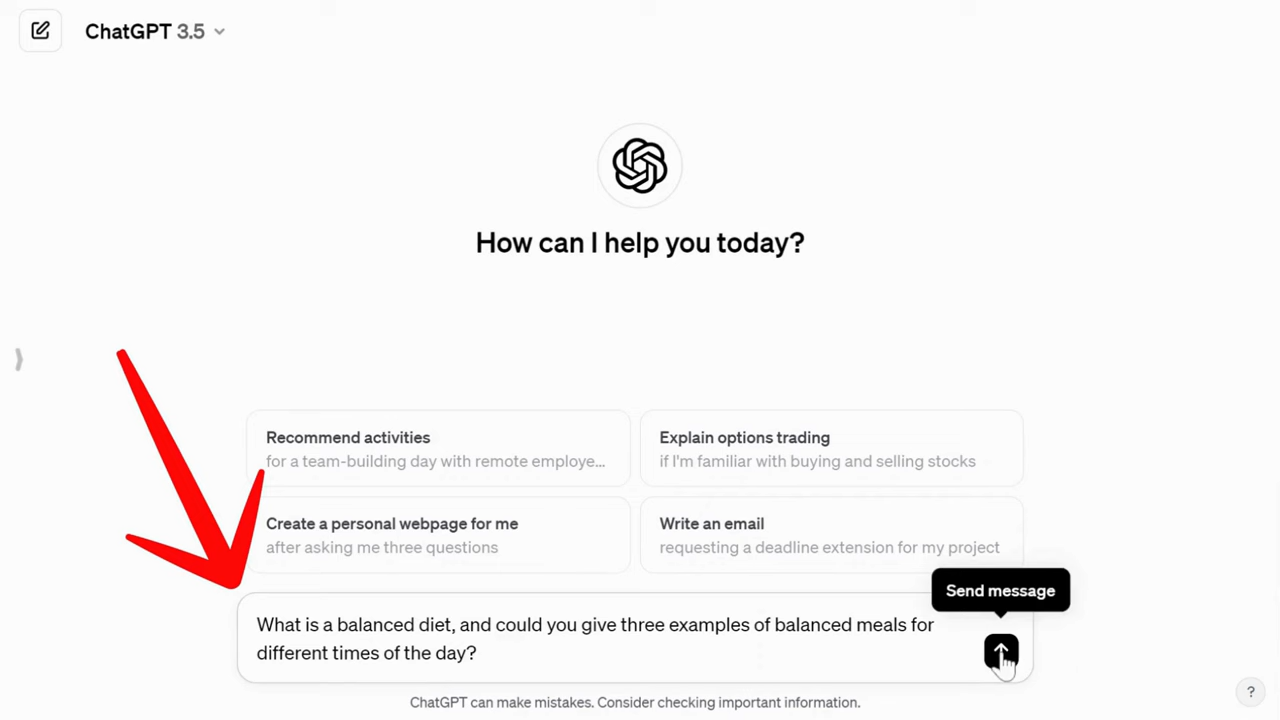 ChatGPT 3.5
How can I help you today?
Recommend activities
for a team-building day with remote employe...
Explain options trading
if I'm familiar with buying and selling stocks
Create a personal webpage for me
after asking me three questions
Write an email
requesting a deadline extension for my project
Send message
What is a balanced diet, and could you give three examples of balanced meals for
different times of the day?
ChatGPT can make mistakes. Consider checking important information.
?